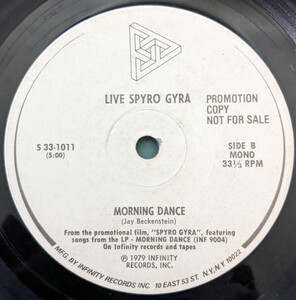 LIVE SPYRO GYRA
PROMOTION
COPY
NOT FOR SALE
S 33-1011
(5:00)
SIDE B
MONO
33⅓ RPM
MORNING DANCE
(Jay Beckenstein)
From the promotional film, "SPYRO GYRA", featuring
songs from the LP - MORNING DANCE (INF 9004)
On Infinity records and tapes
℗ 1979 INFINITY
RECORDS, INC.
MFG BY INFINITY RECORDS INC. 10 EAST 53 ST. N.Y., N.Y. 10022